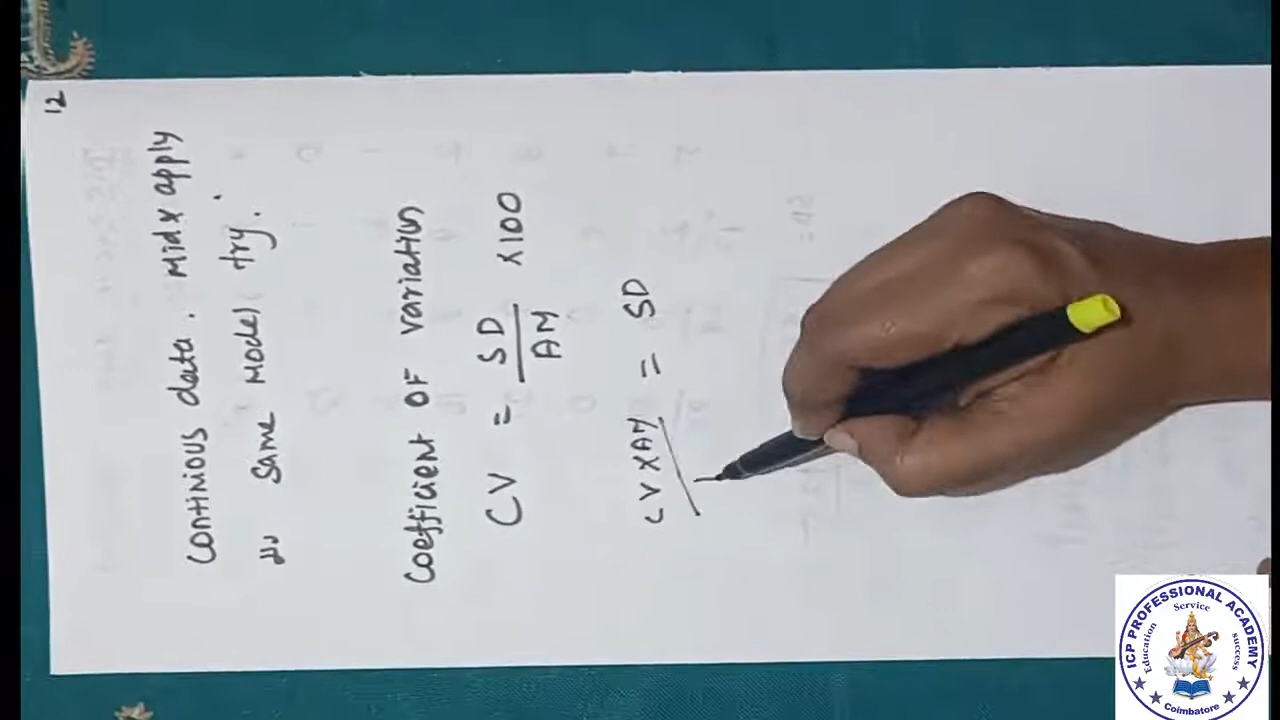 12
Continious data. Mid x apply
same model try.
Coefficient of variation
CV = SD/AM x100
CV X AM = SD
ICP PROFESSIONAL ACADEMY
Service
Education
Success
Coimbatore